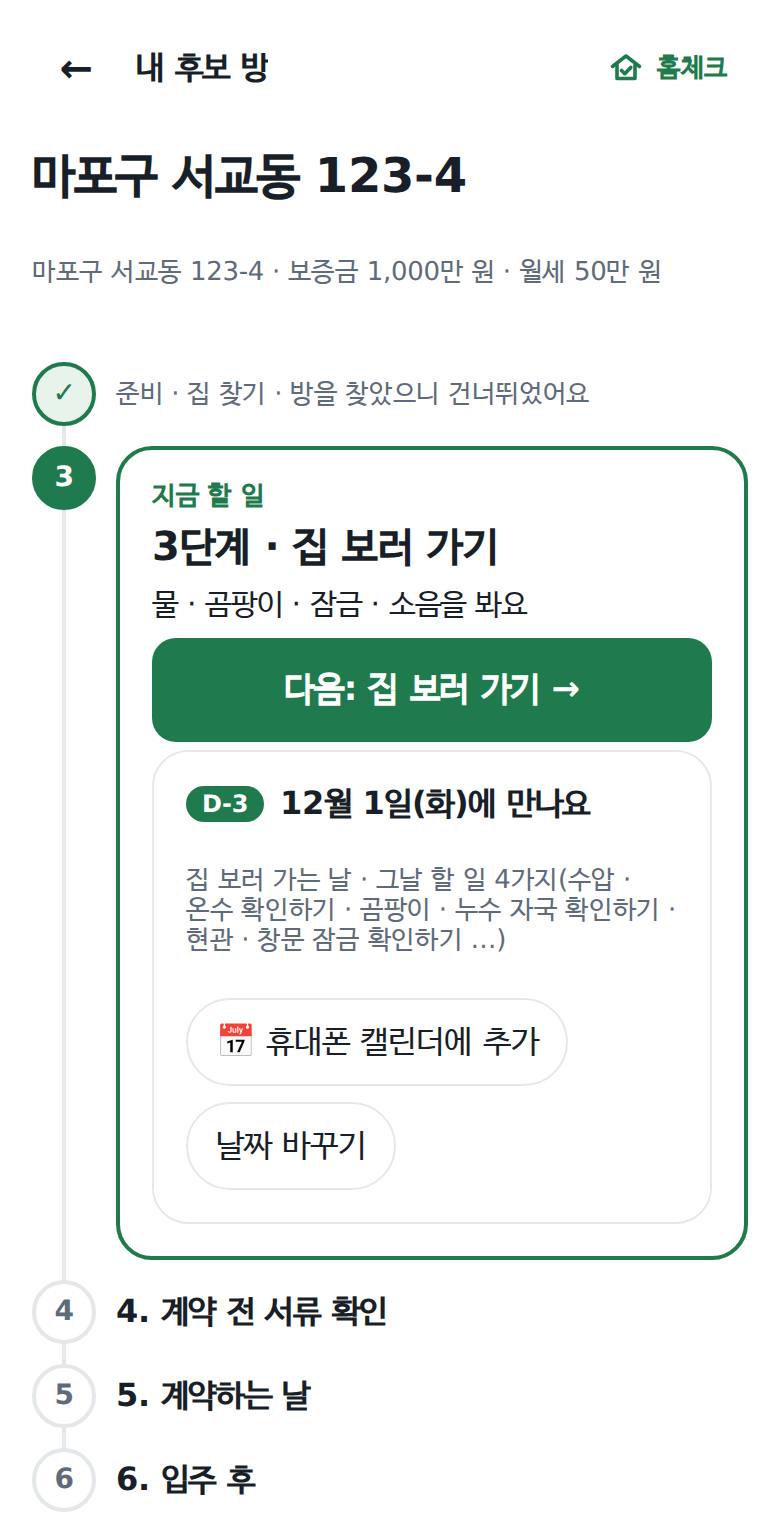 ← 내 후보 방
홈체크
마포구 서교동 123-4
마포구 서교동 123-4 · 보증금 1,000만 원 · 월세 50만 원
✓ 준비 · 집 찾기 · 방을 찾았으니 건너뛰었어요
3
지금 할 일
3단계 · 집 보러 가기
물 · 곰팡이 · 잠금 · 소음을 봐요
다음: 집 보러 가기 →
D-3 12월 1일(화)에 만나요
집 보러 가는 날 · 그날 할 일 4가지(수압 ·
온수 확인하기 · 곰팡이 · 누수 자국 확인하기 ·
현관 · 창문 잠금 확인하기 …)
July 17 휴대폰 캘린더에 추가
날짜 바꾸기
4 4. 계약 전 서류 확인
5 5. 계약하는 날
6 6. 입주 후